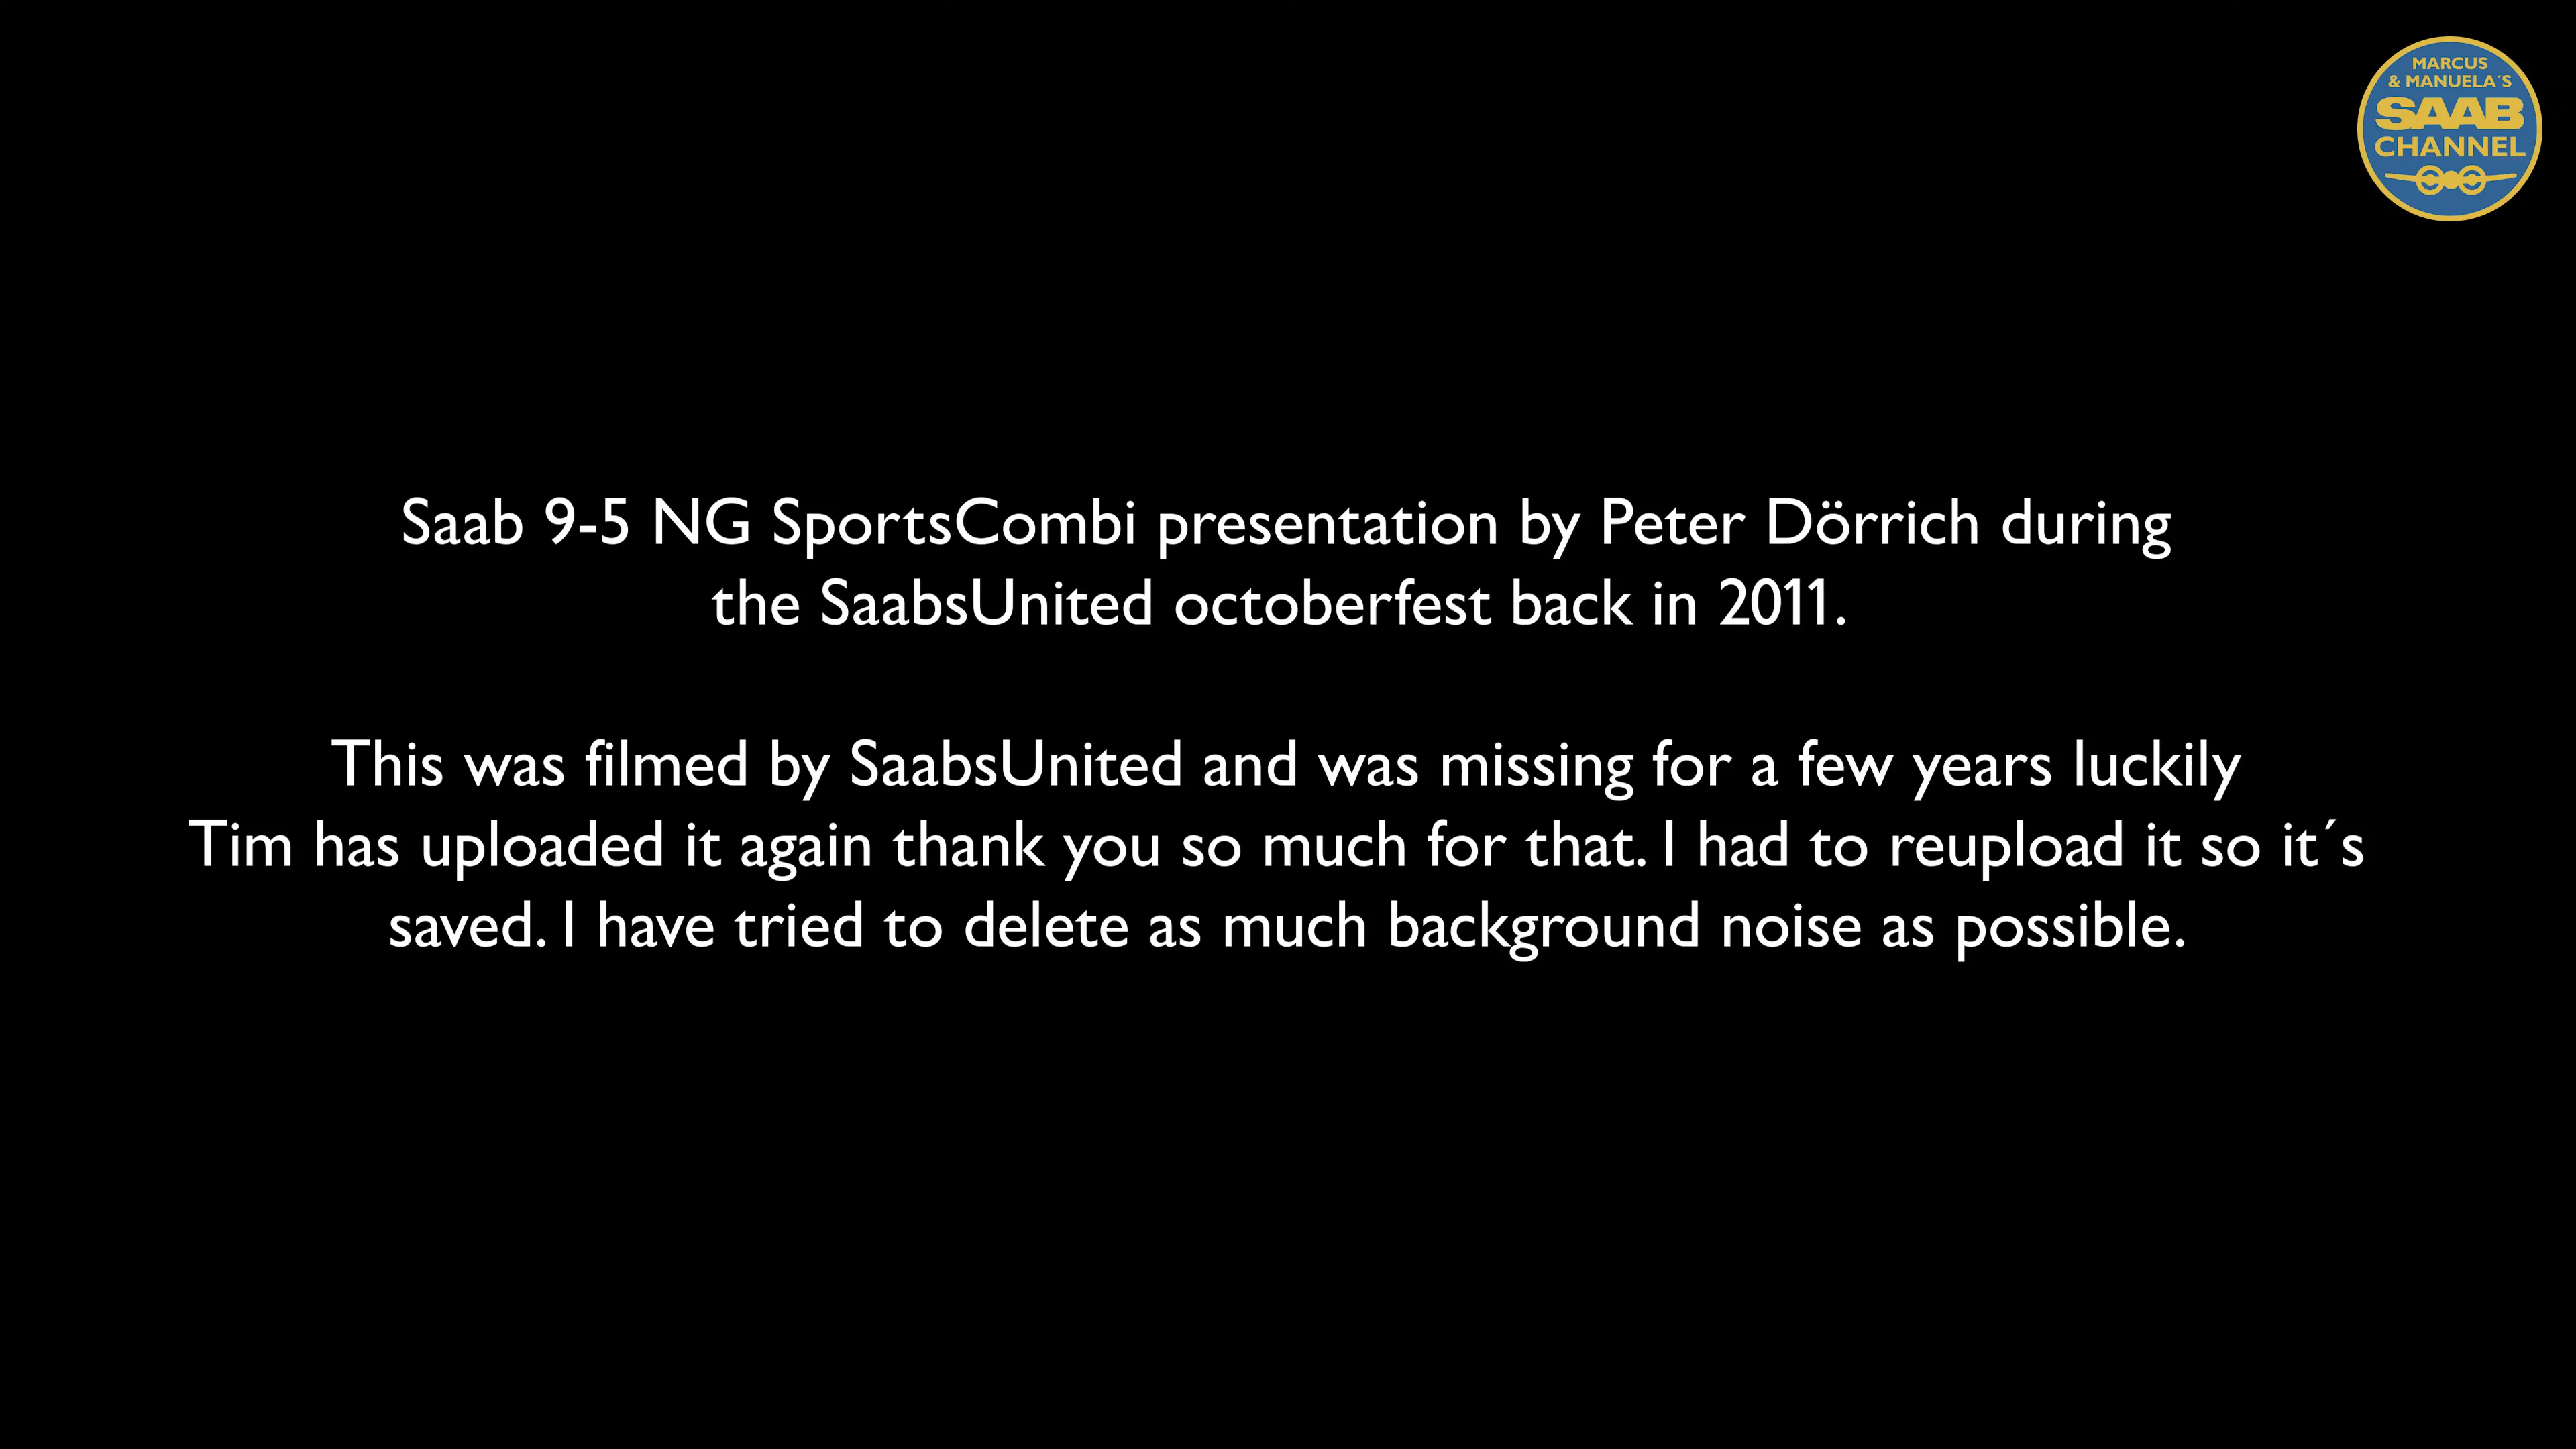 MARCUS
& MANUELA´S
SAAB
CHANNEL
Saab 9-5 NG SportsCombi presentation by Peter Dörrich during
the SaabsUnited octoberfest back in 2011.
This was filmed by SaabsUnited and was missing for a few years luckily
Tim has uploaded it again thank you so much for that. I had to reupload it so it´s
saved. I have tried to delete as much background noise as possible.